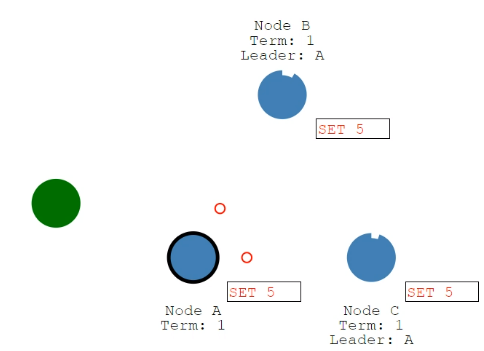 Node B
Term: 1
Leader: A
SET 5
SET 5
Node A
Term: 1
SET 5
Node C
Term: 1
Leader: A